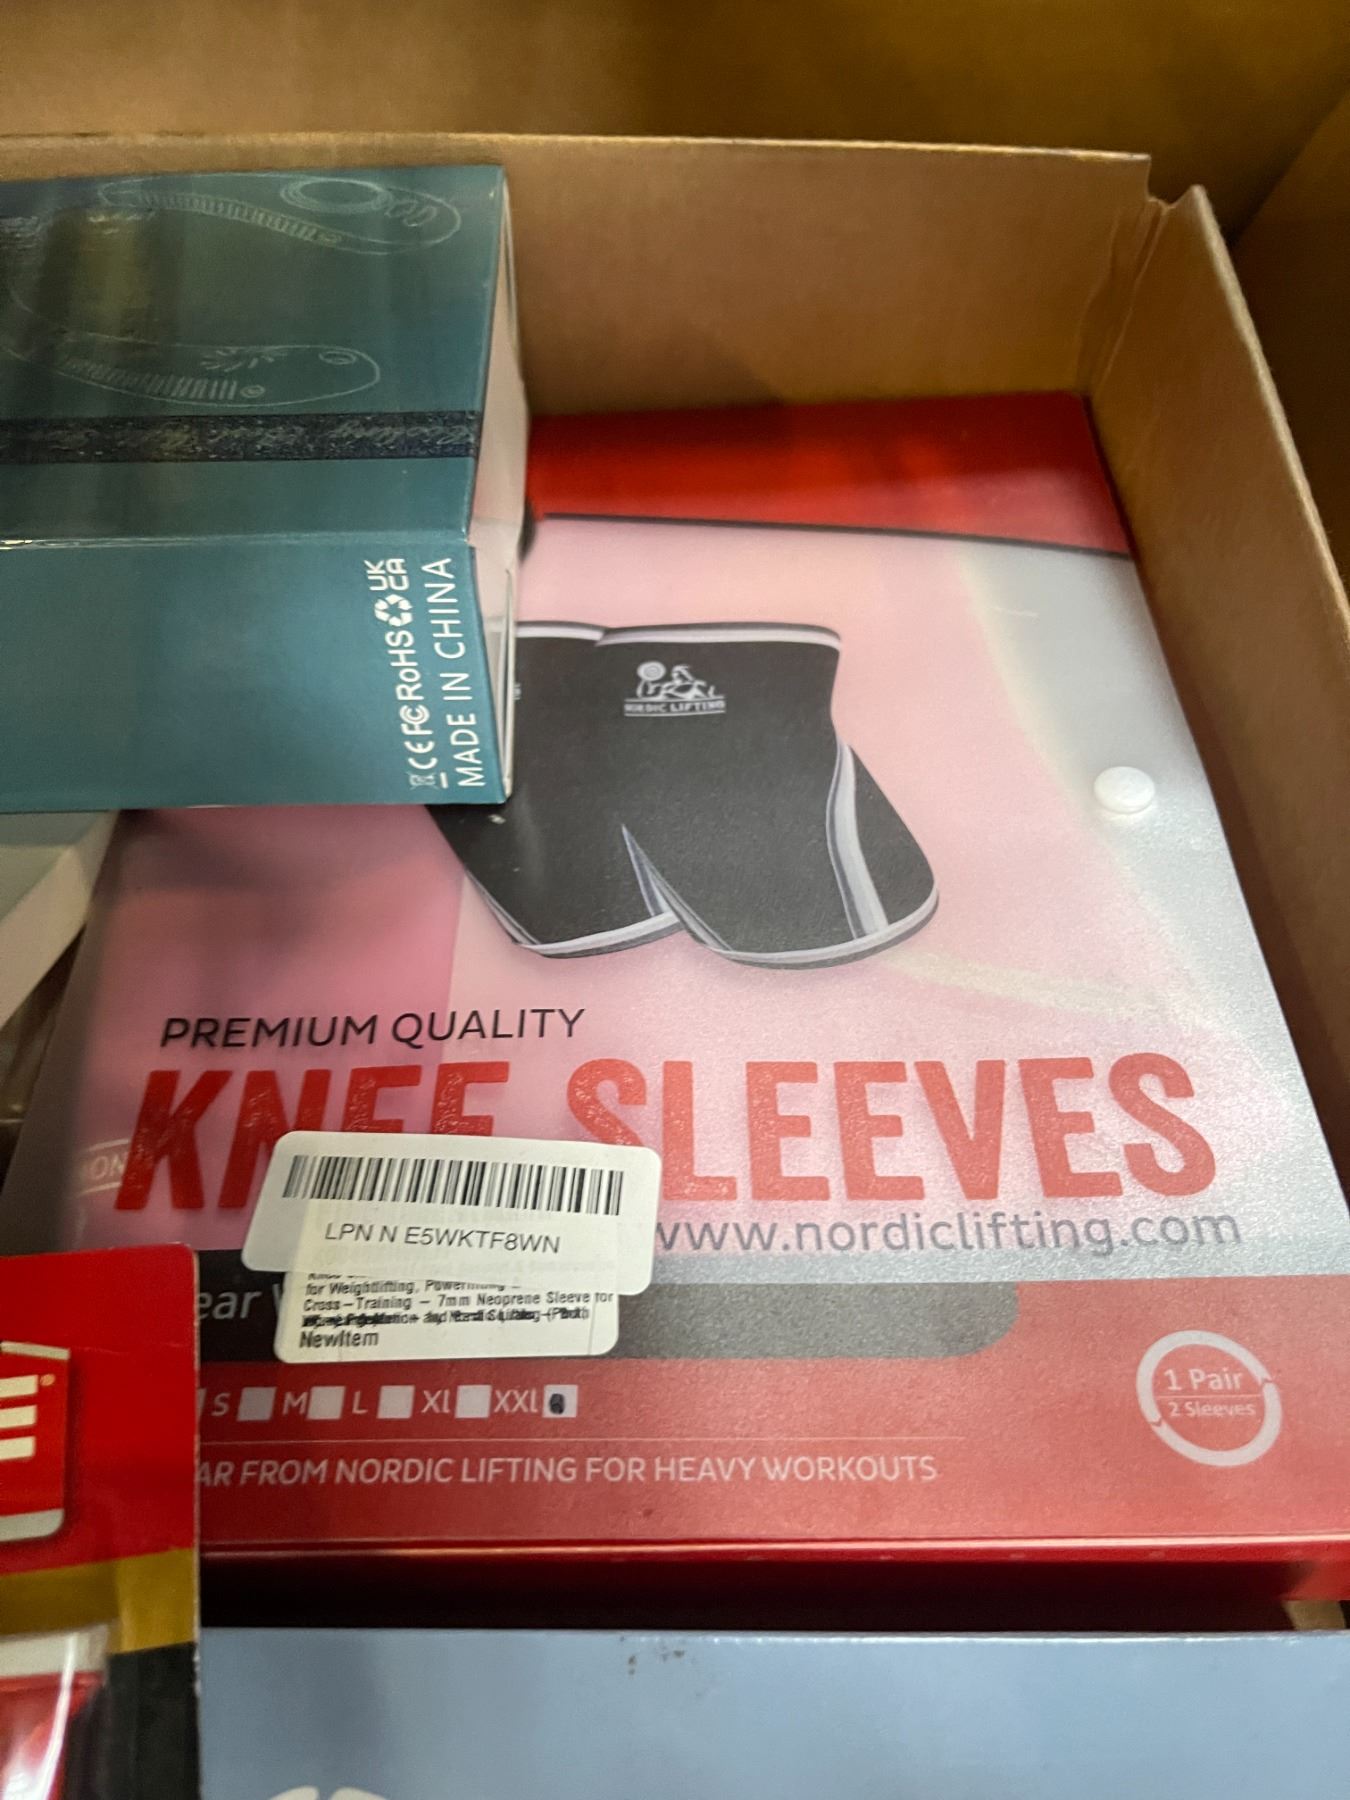 CE FC RoHS UK CA
MADE IN CHINA
NORDIC LIFTING
PREMIUM QUALITY
KNEE SLEEVES
www.nordiclifting.com
LPN N E5WKTF8WN
for Weightlifting, Powerlifting
Cross-Training - 7mm Neoprene Sleeve for
NewItem
ear
S M L XL XXL
1 Pair
2 Sleeves
AR FROM NORDIC LIFTING FOR HEAVY WORKOUTS